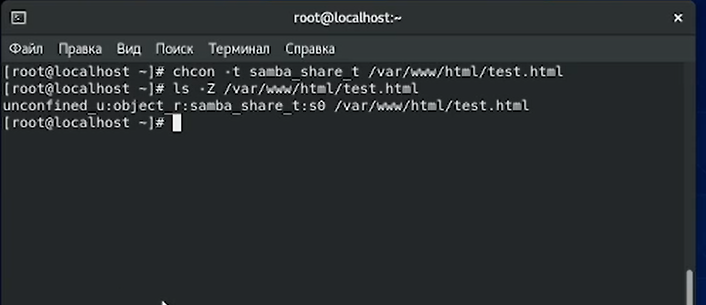 root@localhost:~
Файл Правка Вид Поиск Терминал Справка
[root@localhost ~]# chcon -t samba_share_t /var/www/html/test.html
[root@localhost ~]# ls -Z /var/www/html/test.html
unconfined_u:object_r:samba_share_t:s0 /var/www/html/test.html
[root@localhost ~]#